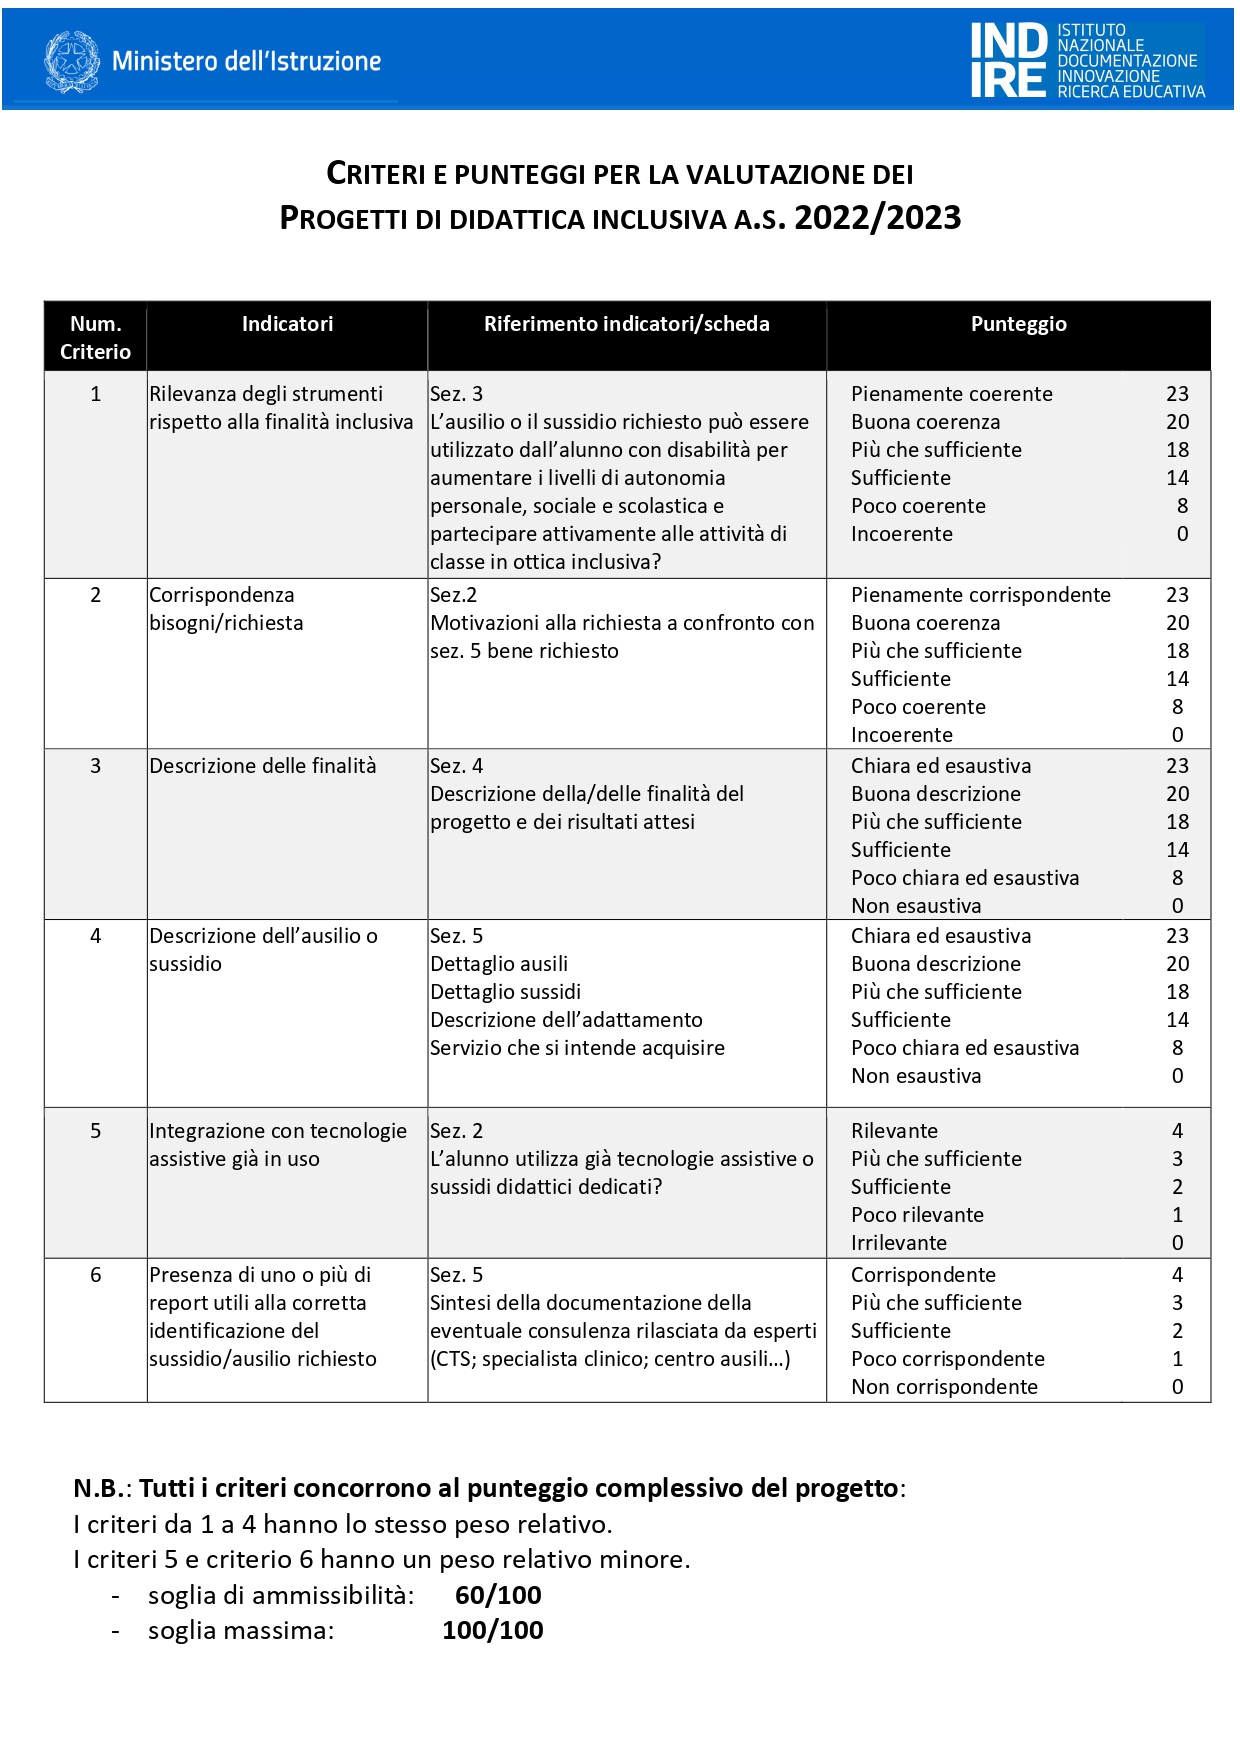 Ministero dell'Istruzione
IND
IRE
ISTITUTO
NAZIONALE
DOCUMENTAZIONE
INNOVAZIONE
RICERCA EDUCATIVA
CRITERI E PUNTEGGI PER LA VALUTAZIONE DEI
PROGETTI DI DIDATTICA INCLUSIVA A.S. 2022/2023
Num. Criterio Indicatori Riferimento indicatori/scheda Punteggio
1
Rilevanza degli strumenti
rispetto alla finalità inclusiva
Sez. 3
L’ausilio o il sussidio richiesto può essere
utilizzato dall’alunno con disabilità per
aumentare i livelli di autonomia
personale, sociale e scolastica e
partecipare attivamente alle attività di
classe in ottica inclusiva?
Pienamente coerente 23
Buona coerenza 20
Più che sufficiente 18
Sufficiente 14
Poco coerente 8
Incoerente 0
2
Corrispondenza
bisogni/richiesta
Sez.2
Motivazioni alla richiesta a confronto con
sez. 5 bene richiesto
Pienamente corrispondente 23
Buona coerenza 20
Più che sufficiente 18
Sufficiente 14
Poco coerente 8
Incoerente 0
3
Descrizione delle finalità
Sez. 4
Descrizione della/delle finalità del
progetto e dei risultati attesi
Chiara ed esaustiva 23
Buona descrizione 20
Più che sufficiente 18
Sufficiente 14
Poco chiara ed esaustiva 8
Non esaustiva 0
4
Descrizione dell’ausilio o
sussidio
Sez. 5
Dettaglio ausili
Dettaglio sussidi
Descrizione dell’adattamento
Servizio che si intende acquisire
Chiara ed esaustiva 23
Buona descrizione 20
Più che sufficiente 18
Sufficiente 14
Poco chiara ed esaustiva 8
Non esaustiva 0
5
Integrazione con tecnologie
assistive già in uso
Sez. 2
L’alunno utilizza già tecnologie assistive o
sussidi didattici dedicati?
Rilevante 4
Più che sufficiente 3
Sufficiente 2
Poco rilevante 1
Irrilevante 0
6
Presenza di uno o più di
report utili alla corretta
identificazione del
sussidio/ausilio richiesto
Sez. 5
Sintesi della documentazione della
eventuale consulenza rilasciata da esperti
(CTS; specialista clinico; centro ausili…)
Corrispondente 4
Più che sufficiente 3
Sufficiente 2
Poco corrispondente 1
Non corrispondente 0
N.B.: Tutti i criteri concorrono al punteggio complessivo del progetto:
I criteri da 1 a 4 hanno lo stesso peso relativo.
I criteri 5 e criterio 6 hanno un peso relativo minore.
- soglia di ammissibilità: 60/100
- soglia massima: 100/100